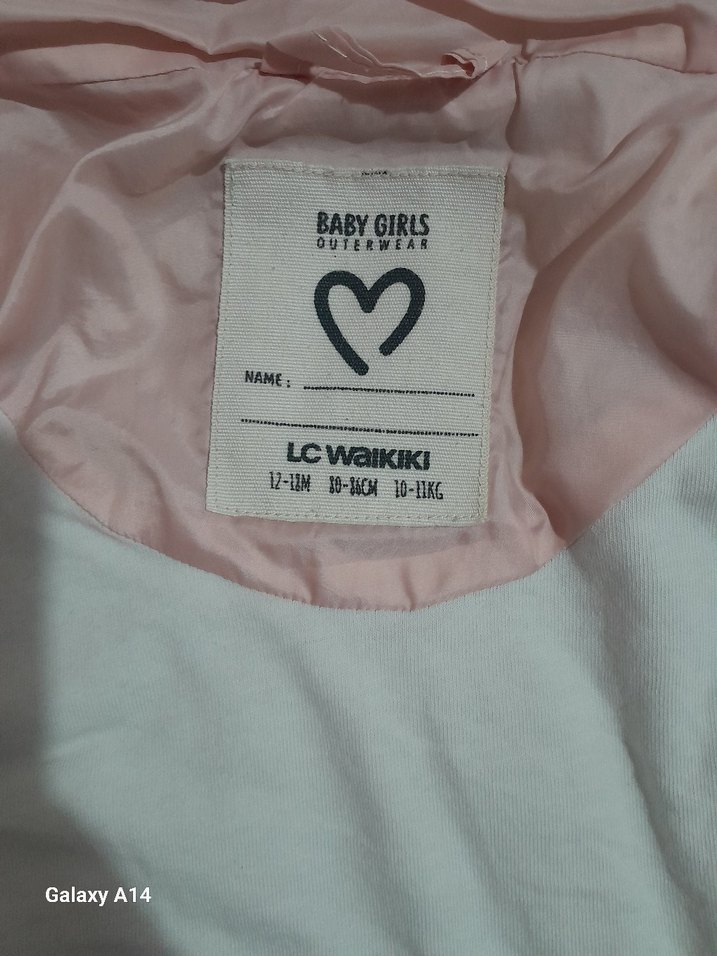 BABY GIRLS
OUTERWEAR
NAME :
LC WAIKIKI
12-18M 80-86CM 10-11KG
Galaxy A14